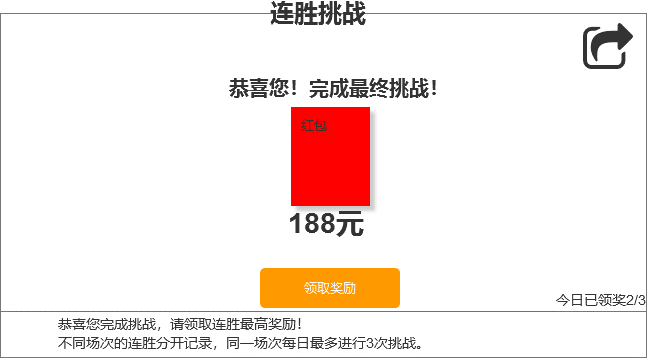 连胜挑战
恭喜您！完成最终挑战！
红包
188元
领取奖励
今日已领奖2/3
恭喜您完成挑战，请领取连胜最高奖励！
不同场次的连胜分开记录，同一场次每日最多进行3次挑战。